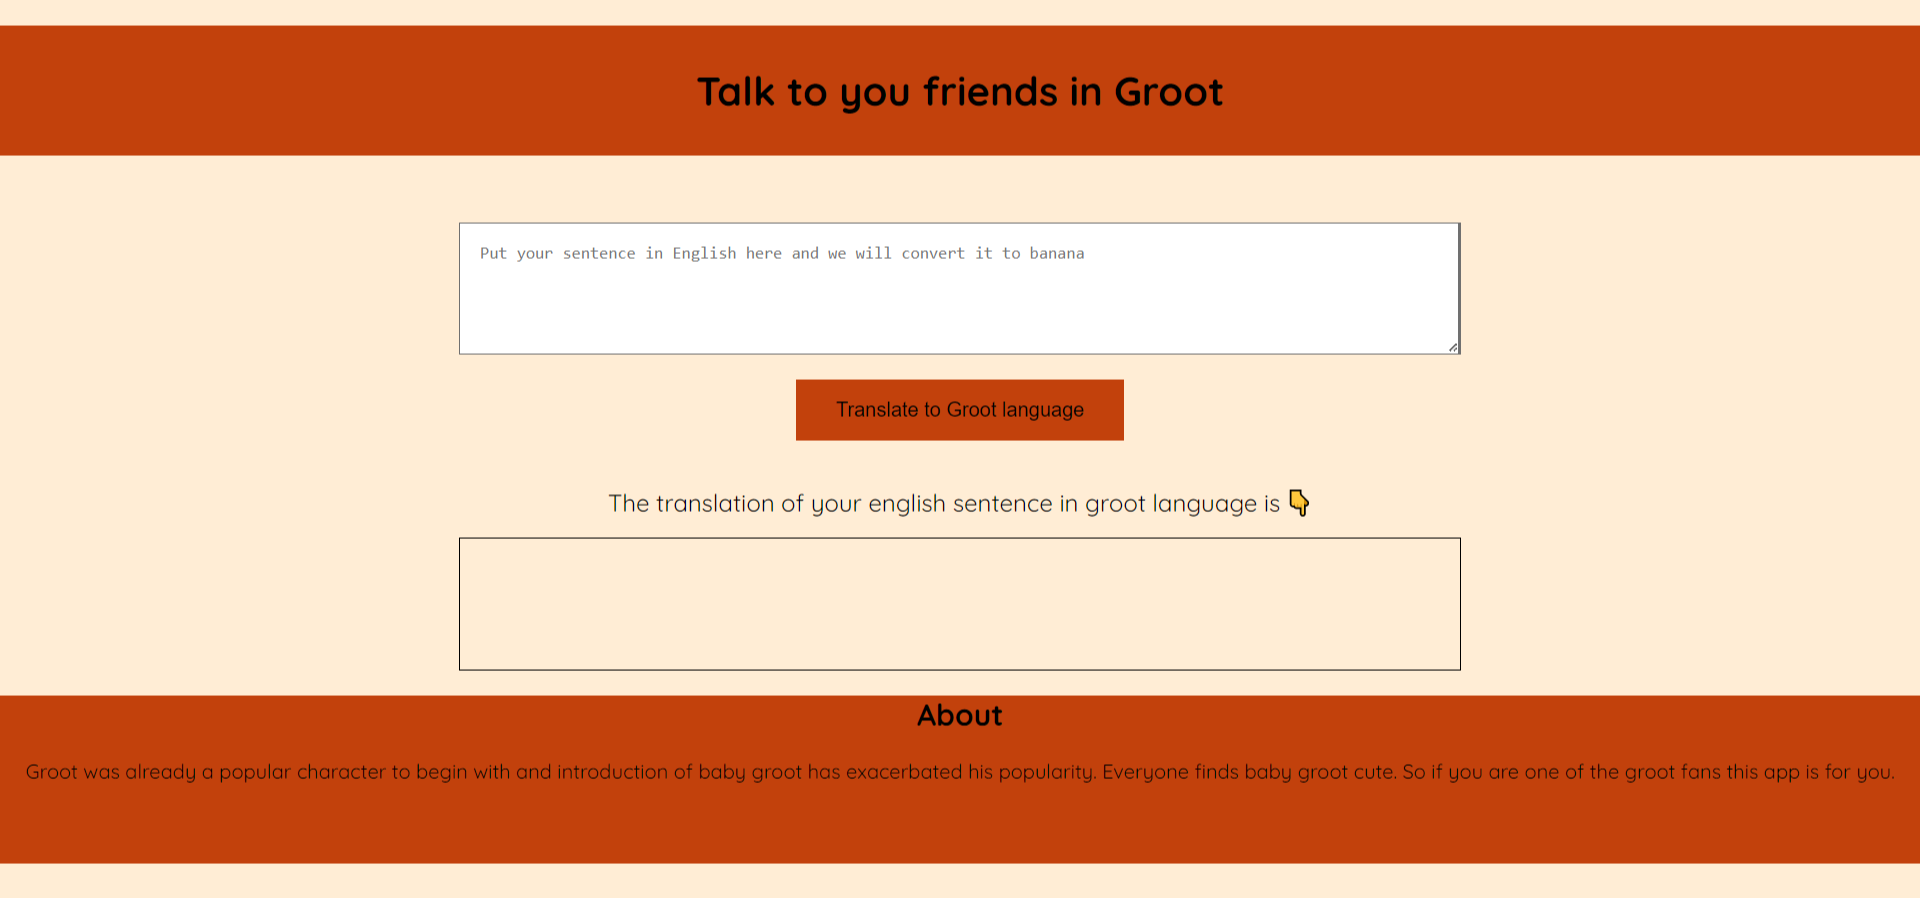 Talk to you friends in Groot
Put your sentence in English here and we will convert it to banana
Translate to Groot language
The translation of your english sentence in groot language is 👇
About
Groot was already a popular character to begin with and introduction of baby groot has exacerbated his popularity. Everyone finds baby groot cute. So if you are one of the groot fans this app is for you.